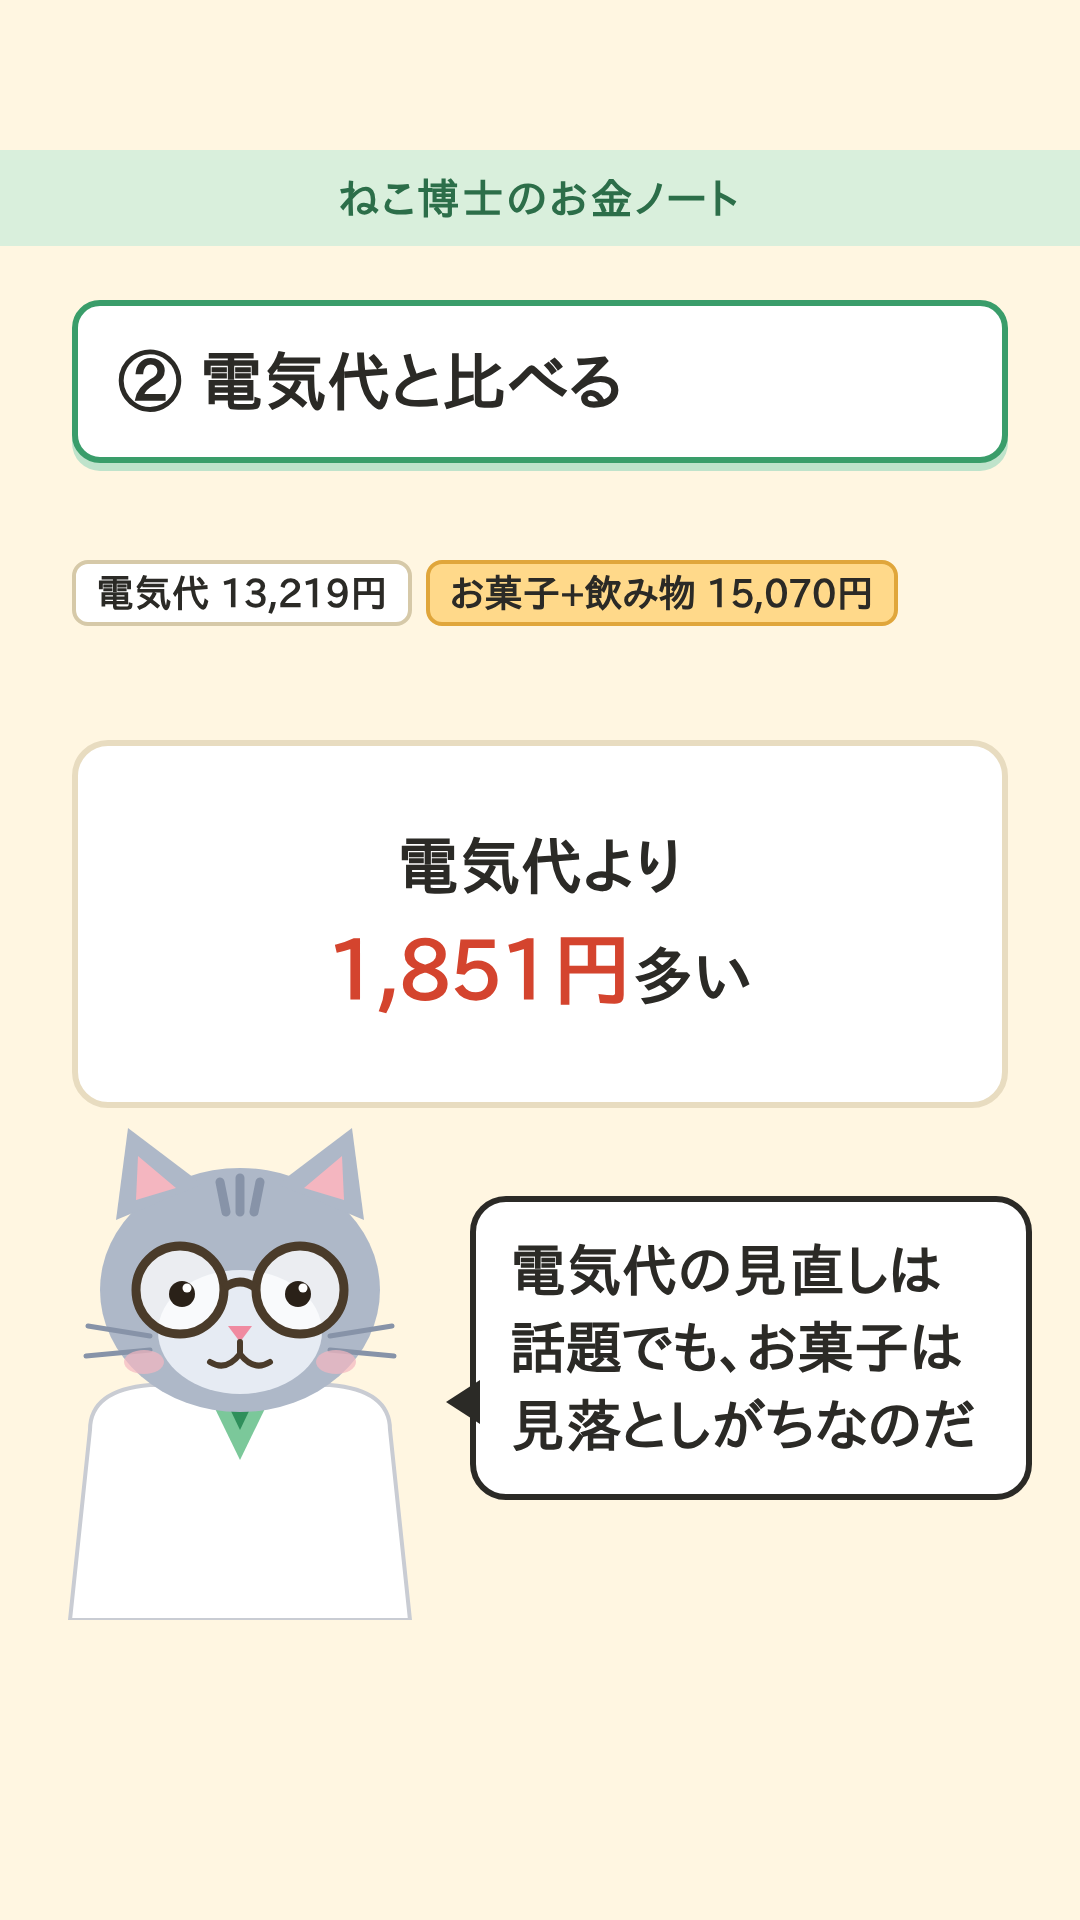 ねこ博士のお金ノート
② 電気代と比べる
電気代 13,219円
お菓子+飲み物 15,070円
電気代より
1,851円多い
電気代の見直しは
話題でも、お菓子は
見落としがちなのだ